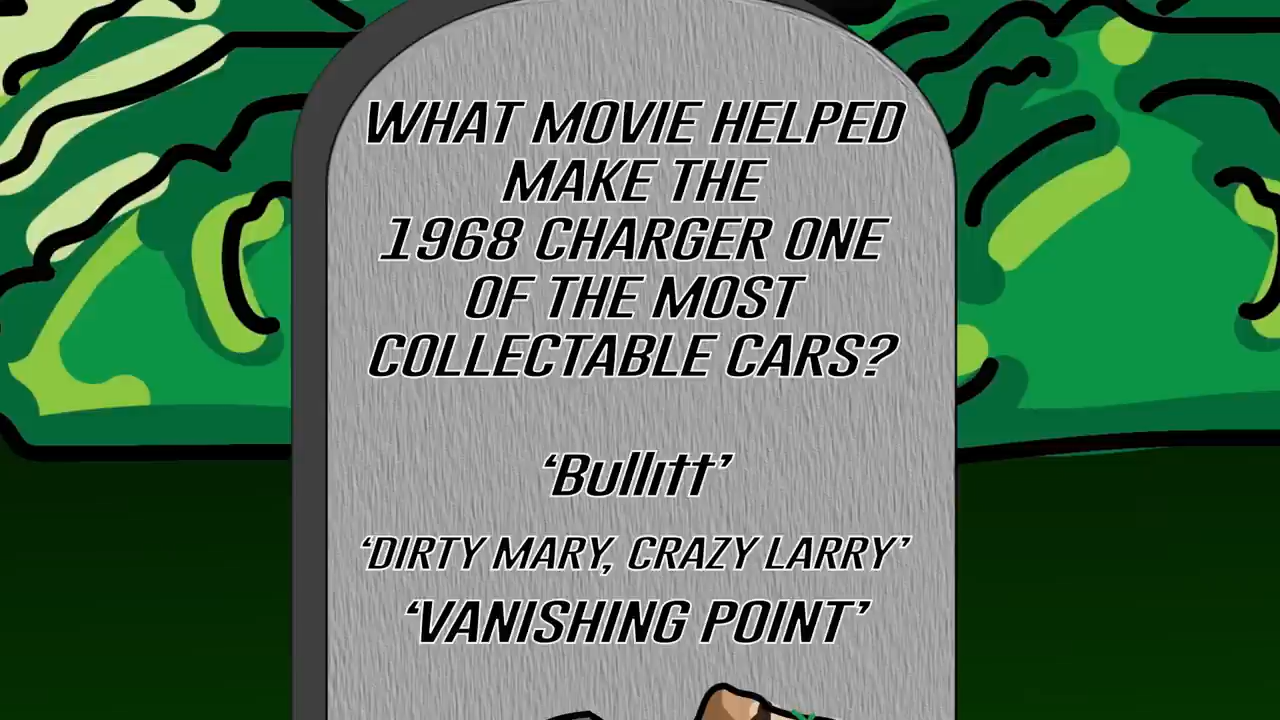 WHAT MOVIE HELPED
MAKE THE
1968 CHARGER ONE
OF THE MOST
COLLECTABLE CARS?
‘Bullitt’
‘DIRTY MARY, CRAZY LARRY’
‘VANISHING POINT’